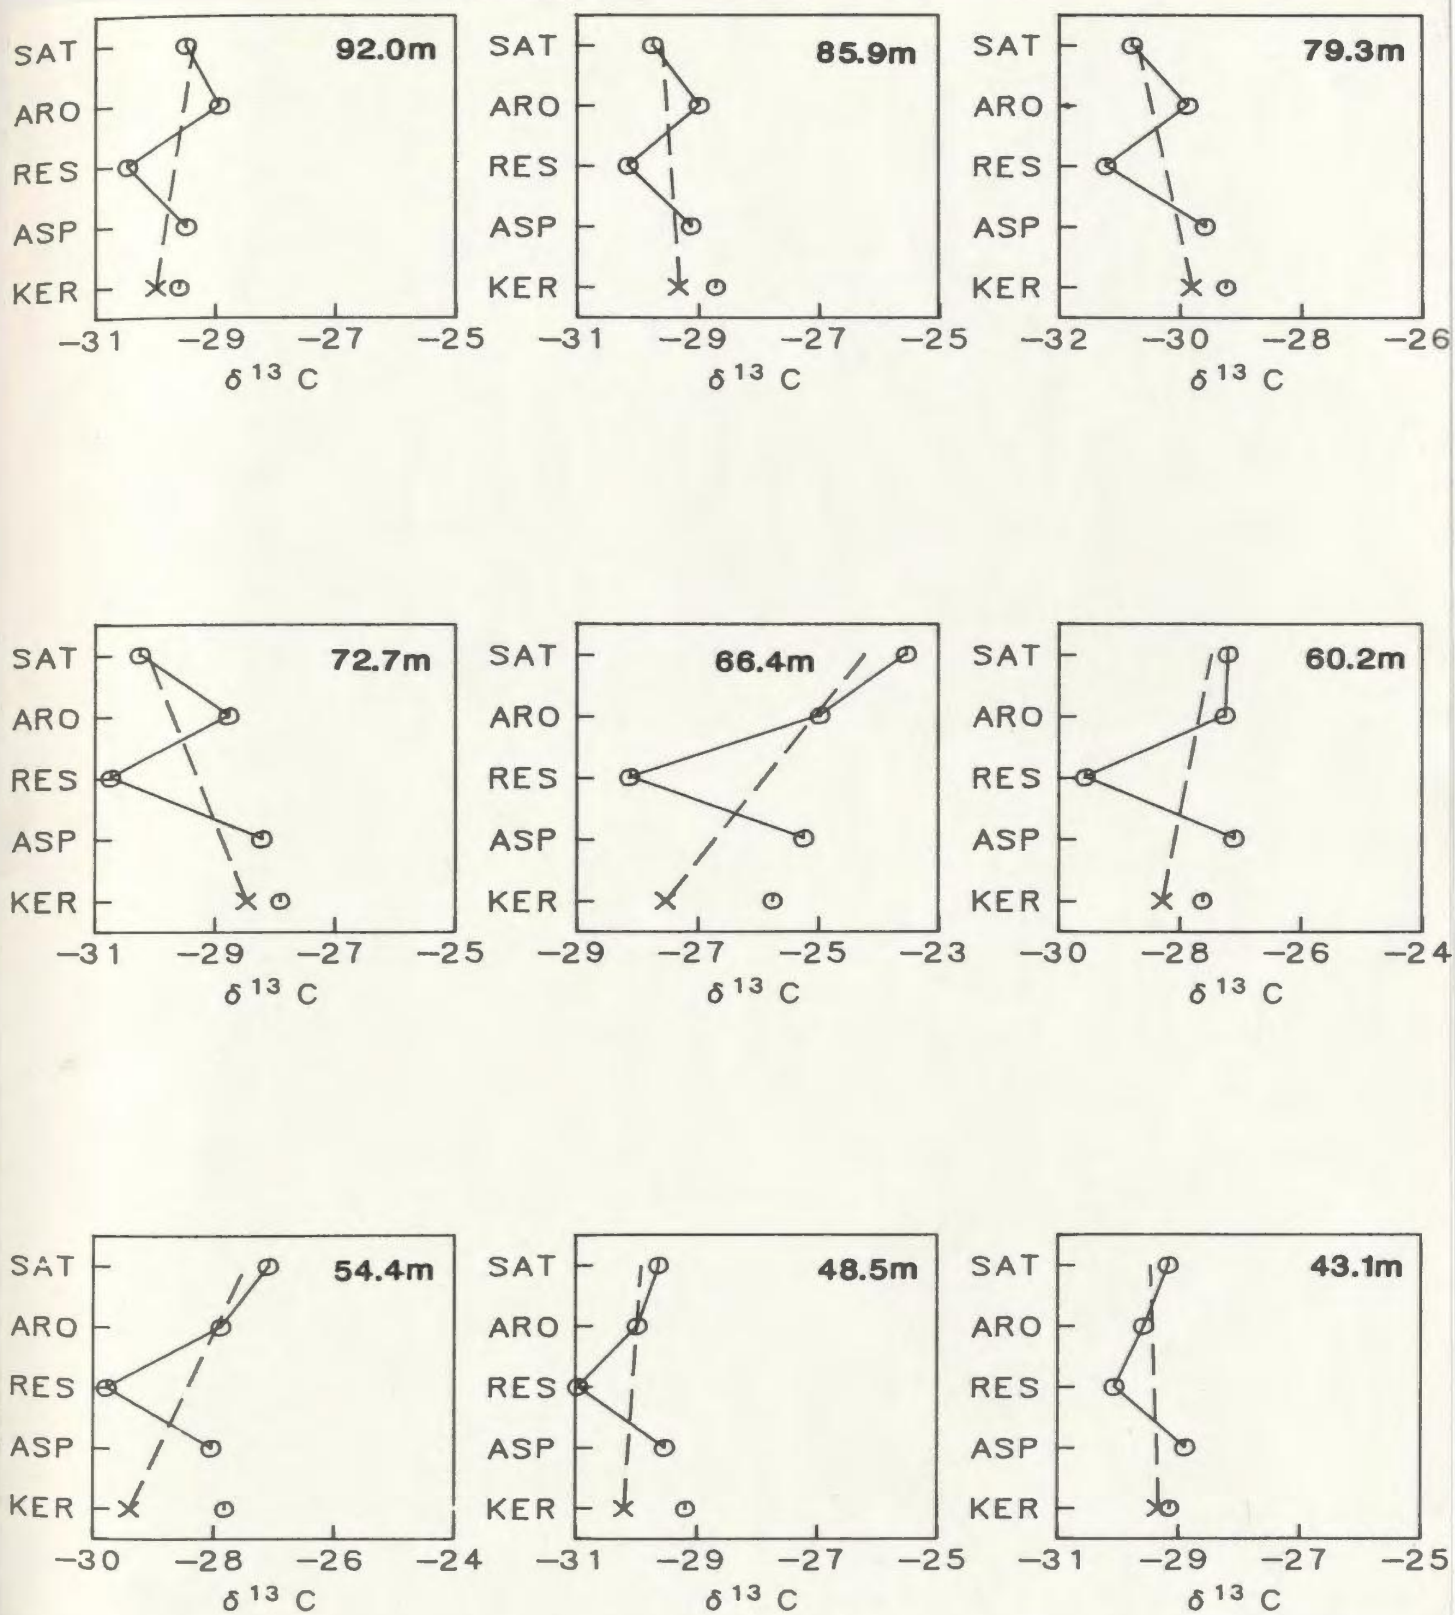 SAT 92.0m
ARO
RES
ASP
KER
−31 −29 −27 −25
δ 13 C
SAT 85.9m
ARO
RES
ASP
KER
−31 −29 −27 −25
δ 13 C
SAT 79.3m
ARO
RES
ASP
KER
−32 −30 −28 −26
δ 13 C
SAT 72.7m
ARO
RES
ASP
KER
−31 −29 −27 −25
δ 13 C
SAT 66.4m
ARO
RES
ASP
KER
−29 −27 −25 −23
δ 13 C
SAT 60.2m
ARO
RES
ASP
KER
−30 −28 −26 −24
δ 13 C
SAT 54.4m
ARO
RES
ASP
KER
−30 −28 −26 −24
δ 13 C
SAT 48.5m
ARO
RES
ASP
KER
−31 −29 −27 −25
δ 13 C
SAT 43.1m
ARO
RES
ASP
KER
−31 −29 −27 −25
δ 13 C